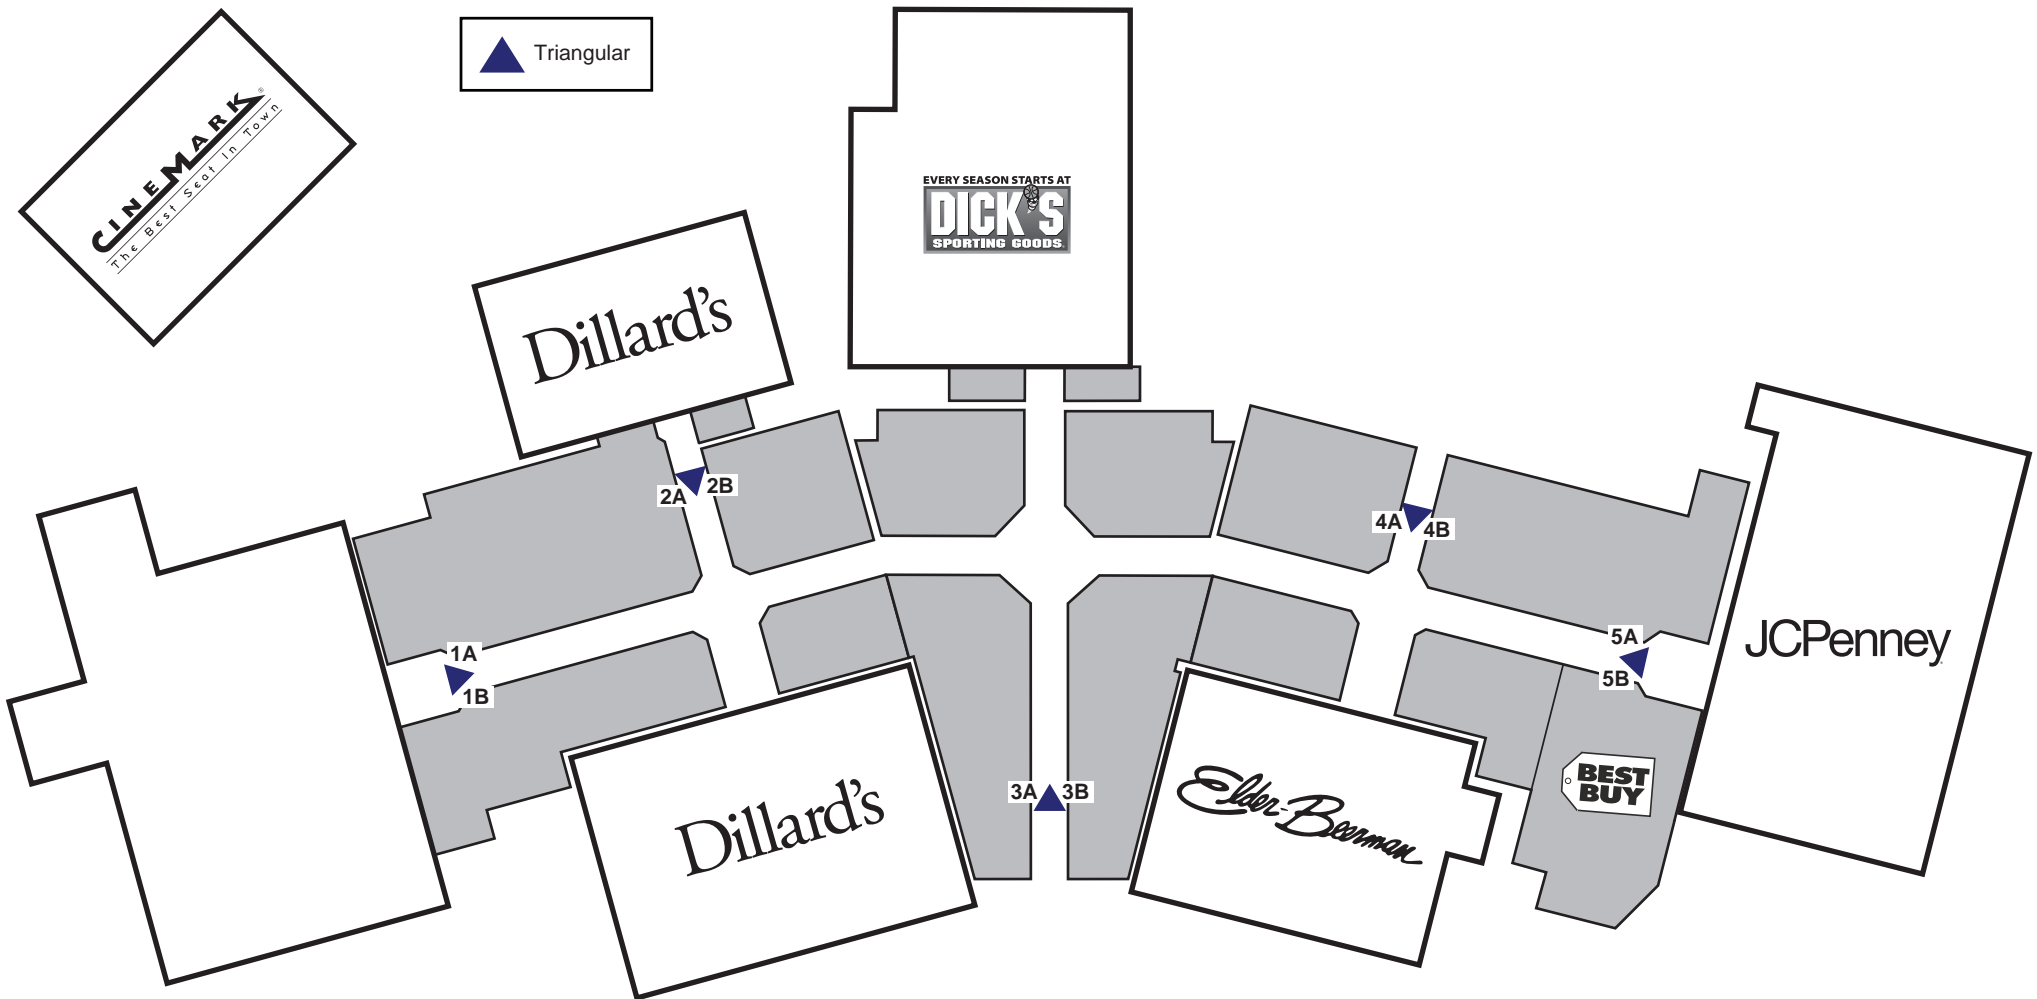 Triangular
CINEMARK®
The Best Seat In Town
EVERY SEASON STARTS AT
DICK'S
SPORTING GOODS
Dillard's
2A
2B
4A
4B
1A
1B
5A
5B
JCPenney
3A
3B
Dillard's
Elder-Beerman
BEST
BUY